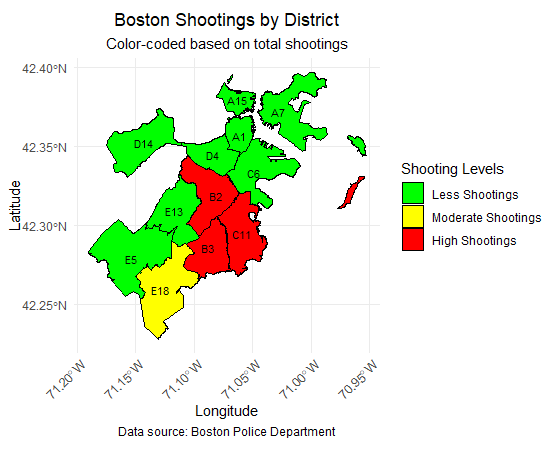 Boston Shootings by District
Color-coded based on total shootings
42.40°N
42.35°N
42.30°N
42.25°N
Latitude
A15
A7
A1
D14
D4
C6
B2
E13
C11
B3
E5
E18
Shooting Levels
Less Shootings
Moderate Shootings
High Shootings
71.20°W
71.15°W
71.10°W
71.05°W
71.00°W
70.95°W
Longitude
Data source: Boston Police Department